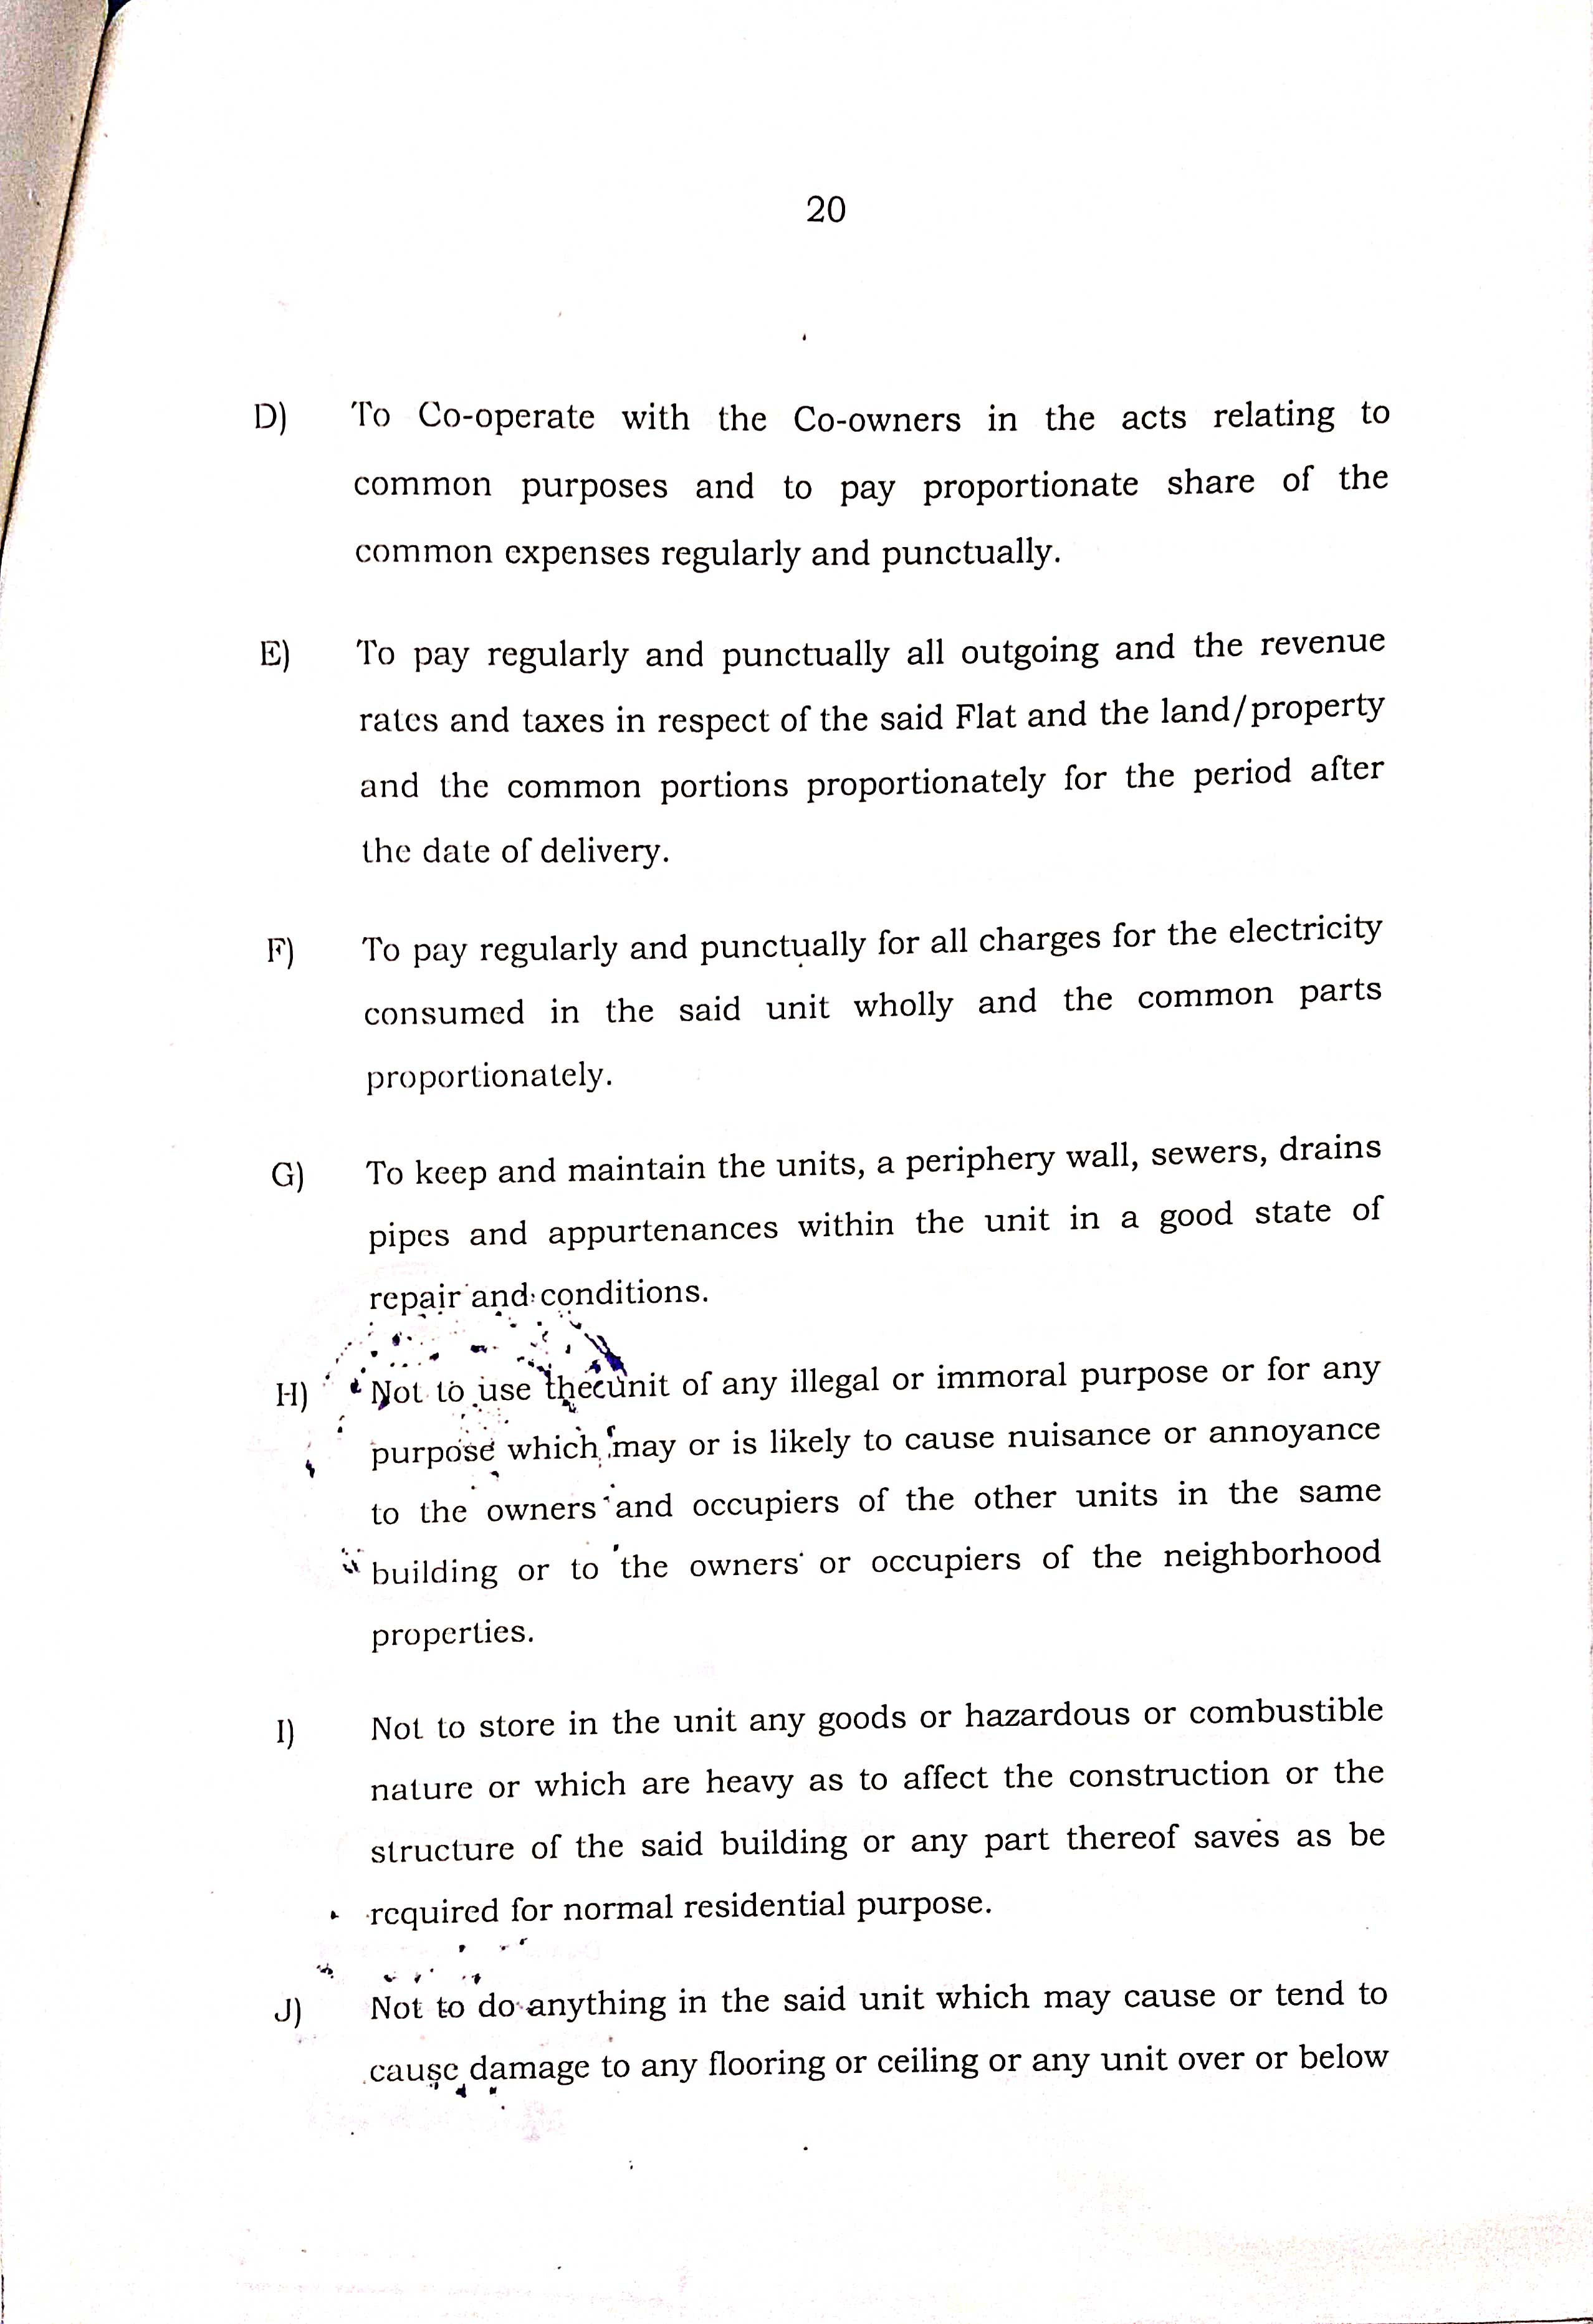 20
D) To Co-operate with the Co-owners in the acts relating to
common purposes and to pay proportionate share of the
common expenses regularly and punctually.
E) To pay regularly and punctually all outgoing and the revenue
rates and taxes in respect of the said Flat and the land/property
and the common portions proportionately for the period after
the date of delivery.
F) To pay regularly and punctually for all charges for the electricity
consumed in the said unit wholly and the common parts
proportionately.
G) To keep and maintain the units, a periphery wall, sewers, drains
pipes and appurtenances within the unit in a good state of
repair and conditions.
H) Not to use the unit of any illegal or immoral purpose or for any
purpose which may or is likely to cause nuisance or annoyance
to the owners and occupiers of the other units in the same
building or to the owners or occupiers of the neighborhood
properties.
I) Not to store in the unit any goods or hazardous or combustible
nature or which are heavy as to affect the construction or the
structure of the said building or any part thereof saves as be
required for normal residential purpose.
J) Not to do anything in the said unit which may cause or tend to
cause damage to any flooring or ceiling or any unit over or below